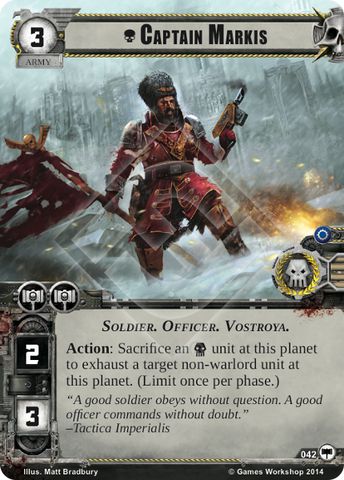 3
CAPTAIN MARKIS
ARMY
SOLDIER. OFFICER. VOSTROYA.
2
Action: Sacrifice an unit at this planet
to exhaust a target non-warlord unit at
this planet. (Limit once per phase.)
3
“A good soldier obeys without question. A good
officer commands without doubt.”
–Tactica Imperialis
042
Illus. Matt Bradbury
© Games Workshop 2014